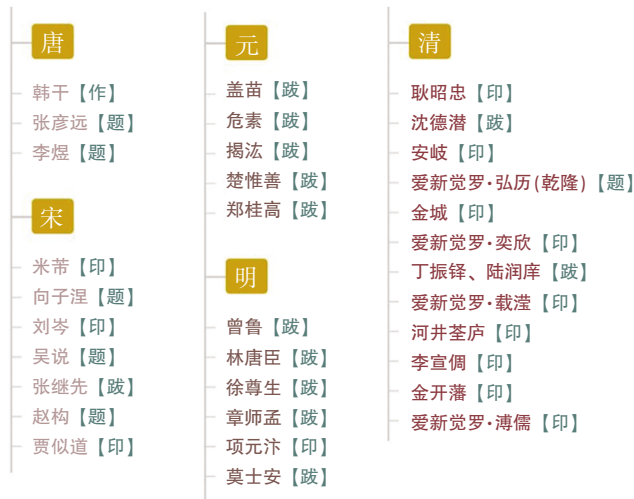 唐
韩干【作】
张彦远【题】
李煜【题】
宋
米芾【印】
向子涅【题】
刘岑【印】
吴说【题】
张继先【跋】
赵构【题】
贾似道【印】
元
盖苗【跋】
危素【跋】
揭汯【跋】
楚惟善【跋】
郑桂高【跋】
明
曾鲁【跋】
林唐臣【跋】
徐尊生【跋】
章师孟【跋】
项元汴【印】
莫士安【跋】
清
耿昭忠【印】
沈德潜【跋】
安岐【印】
爱新觉罗·弘历(乾隆)【题】
金城【印】
爱新觉罗·奕欣【印】
丁振铎、陆润庠【跋】
爱新觉罗·载滢【印】
河井荃庐【印】
李宣倜【印】
金开藩【印】
爱新觉罗·溥儒【印】